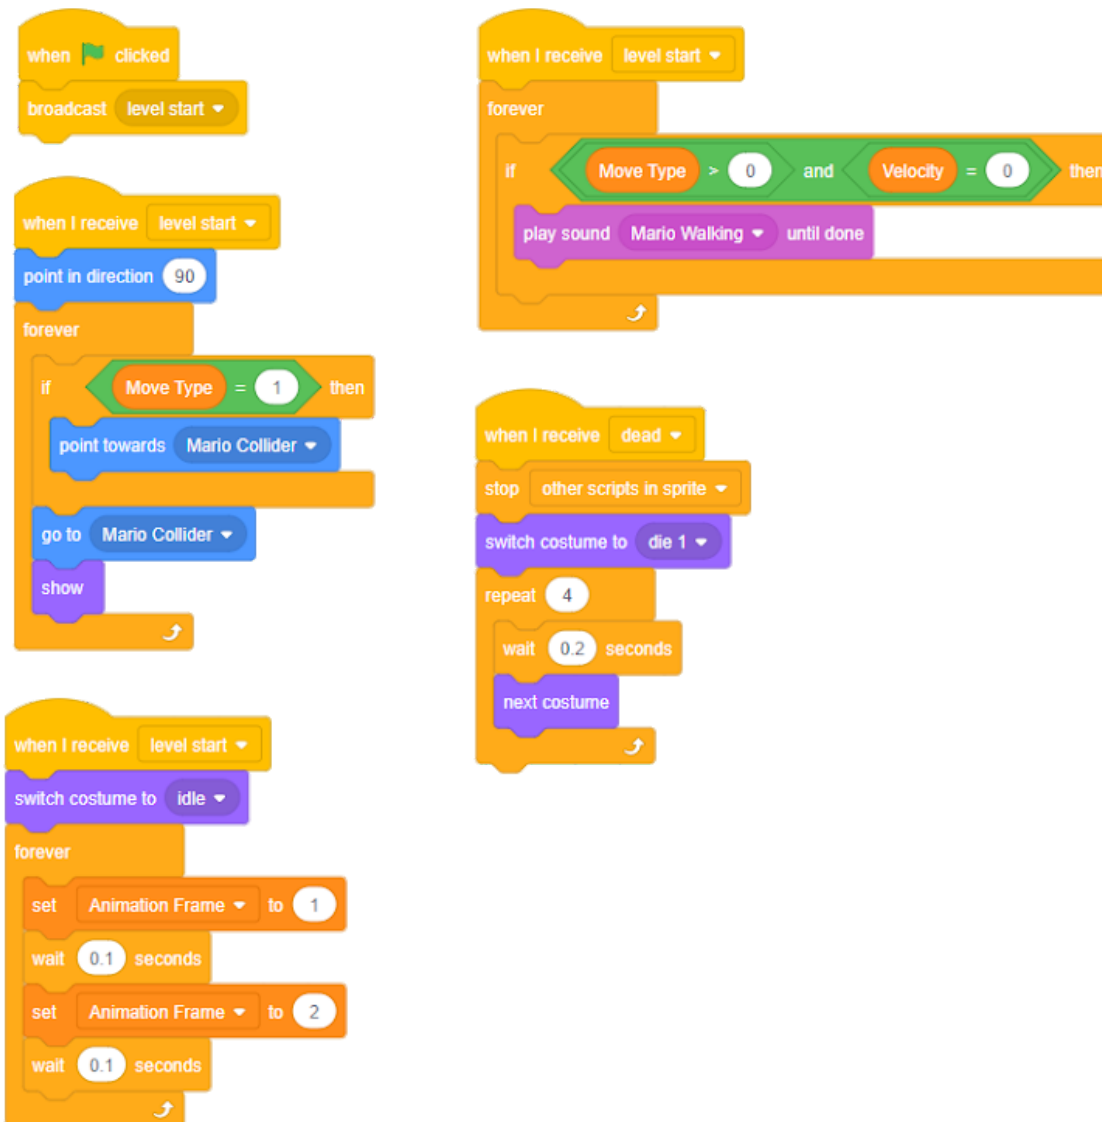 when clicked
broadcast level start
when I receive level start
point in direction 90
forever
if Move Type = 1 then
point towards Mario Collider
go to Mario Collider
show
when I receive level start
switch costume to idle
forever
set Animation Frame to 1
wait 0.1 seconds
set Animation Frame to 2
wait 0.1 seconds
when I receive level start
forever
if Move Type > 0 and Velocity = 0 then
play sound Mario Walking until done
when I receive dead
stop other scripts in sprite
switch costume to die 1
repeat 4
wait 0.2 seconds
next costume